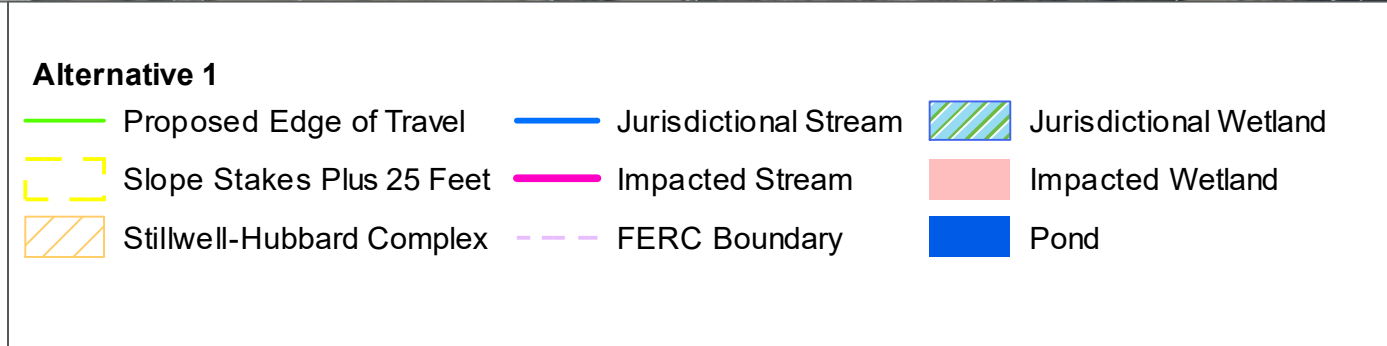 Alternative 1
Proposed Edge of Travel
Slope Stakes Plus 25 Feet
Stillwell-Hubbard Complex
Jurisdictional Stream
Impacted Stream
FERC Boundary
Jurisdictional Wetland
Impacted Wetland
Pond